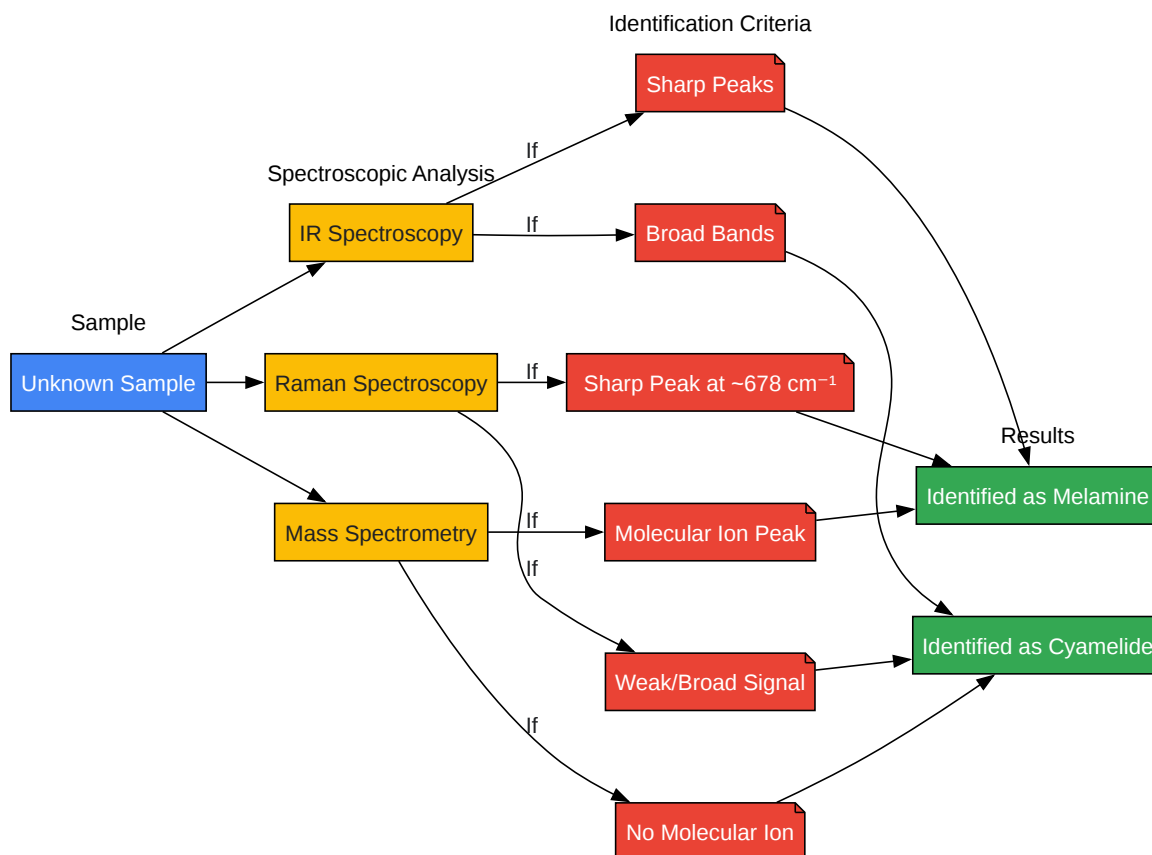 Identification Criteria
Sharp Peaks
If
Spectroscopic Analysis
IR Spectroscopy
If
Broad Bands
Sample
Unknown Sample
Raman Spectroscopy
If
Sharp Peak at ~678 cm⁻¹
Results
Identified as Melamine
Mass Spectrometry
If
Molecular Ion Peak
If
Weak/Broad Signal
Identified as Cyamelide
If
No Molecular Ion